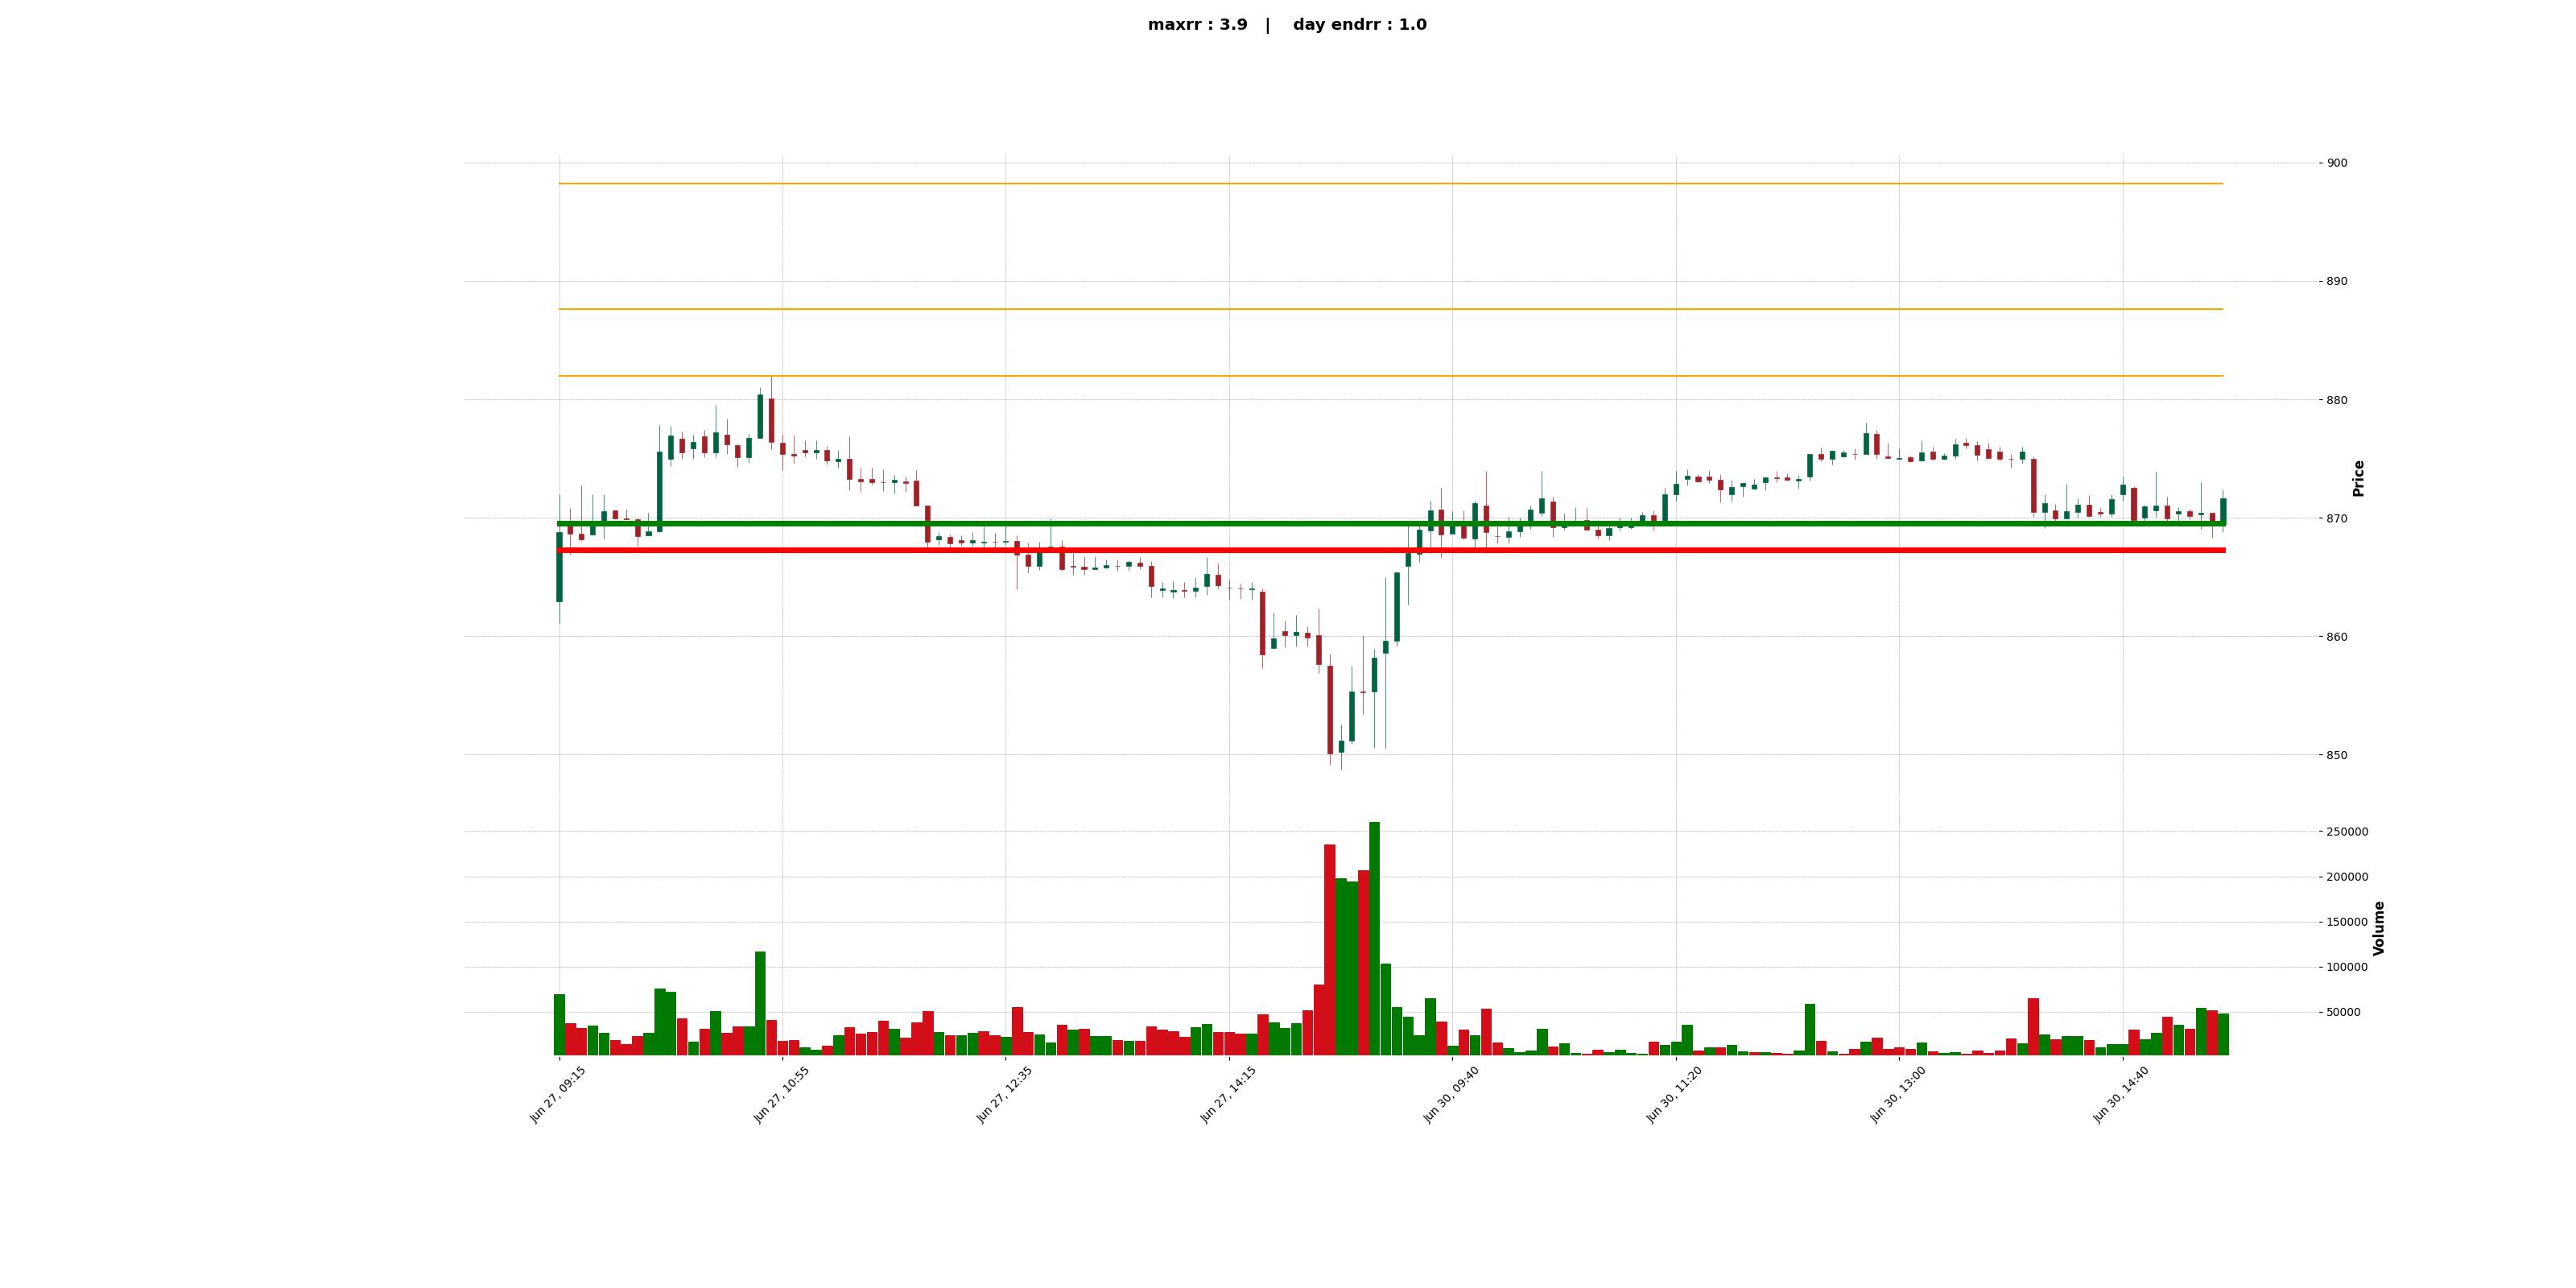 maxrr : 3.9 | day endrr : 1.0
900
890
880
870
860
850
Price
250000
200000
150000
100000
50000
Volume
Jun 27, 09:15
Jun 27, 10:55
Jun 27, 12:35
Jun 27, 14:15
Jun 30, 09:40
Jun 30, 11:20
Jun 30, 13:00
Jun 30, 14:40